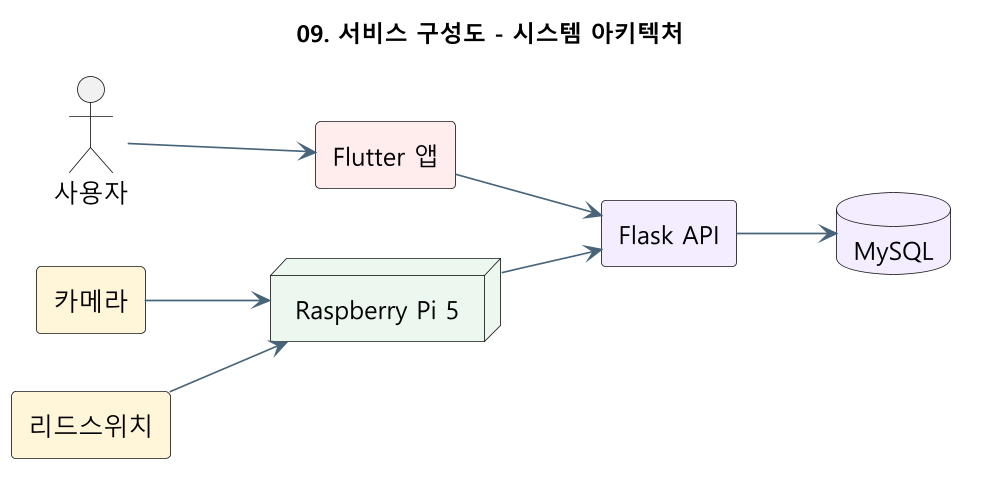 09. 서비스 구성도 - 시스템 아키텍처
사용자
Flutter 앱
Flask API
MySQL
카메라
Raspberry Pi 5
리드스위치